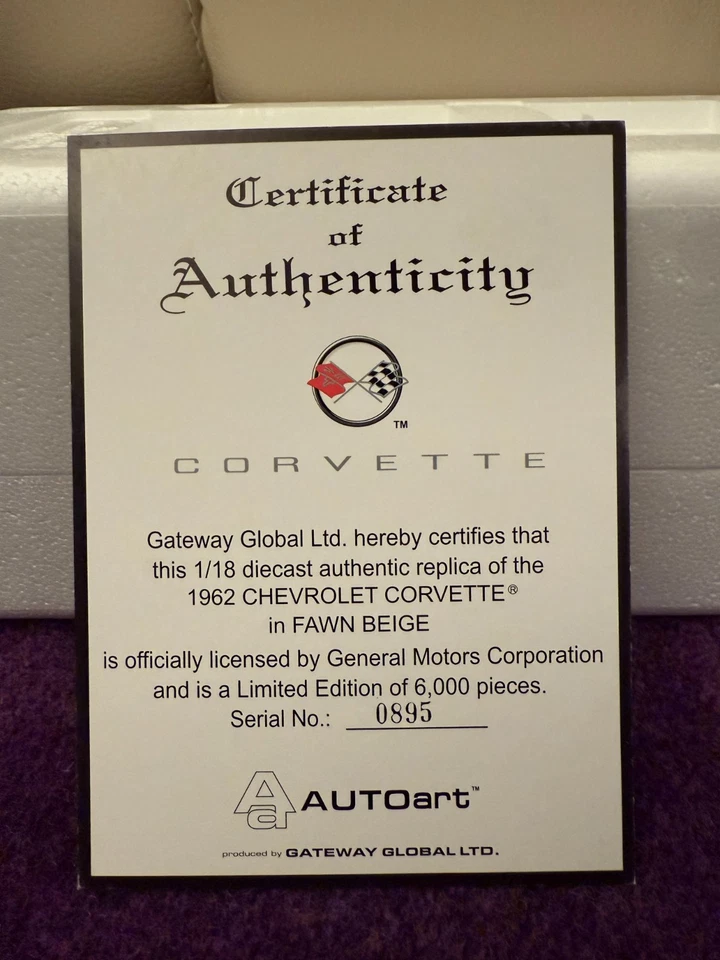 Certificate
of
Authenticity
TM
CORVETTE
Gateway Global Ltd. hereby certifies that
this 1/18 diecast authentic replica of the
1962 CHEVROLET CORVETTE®
in FAWN BEIGE
is officially licensed by General Motors Corporation
and is a Limited Edition of 6,000 pieces.
Serial No.: 0895
Aa AUTOart™
produced by GATEWAY GLOBAL LTD.